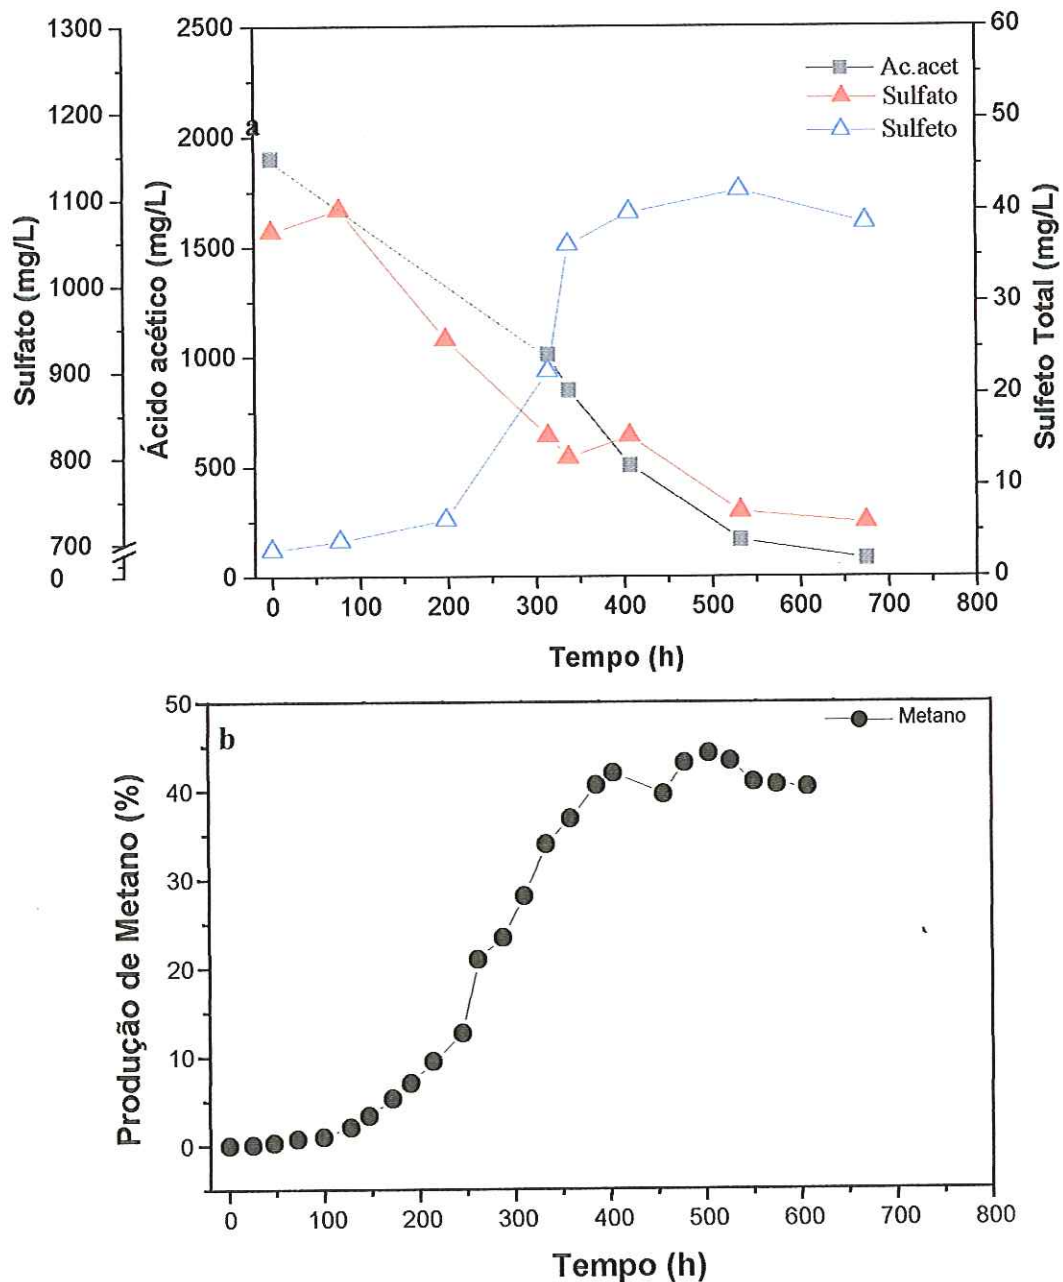 1300
1200
1100
1000
900
800
700
0
Sulfato (mg/L)
2500
2000
1500
1000
500
0
Ácido acético (mg/L)
a
Ac.acet
Sulfato
Sulfeto
60
50
40
30
20
10
0
Sulfeto Total (mg/L)
0 100 200 300 400 500 600 700 800
Tempo (h)
50
40
30
20
10
0
Produção de Metano (%)
b
Metano
0 100 200 300 400 500 600 700 800
Tempo (h)